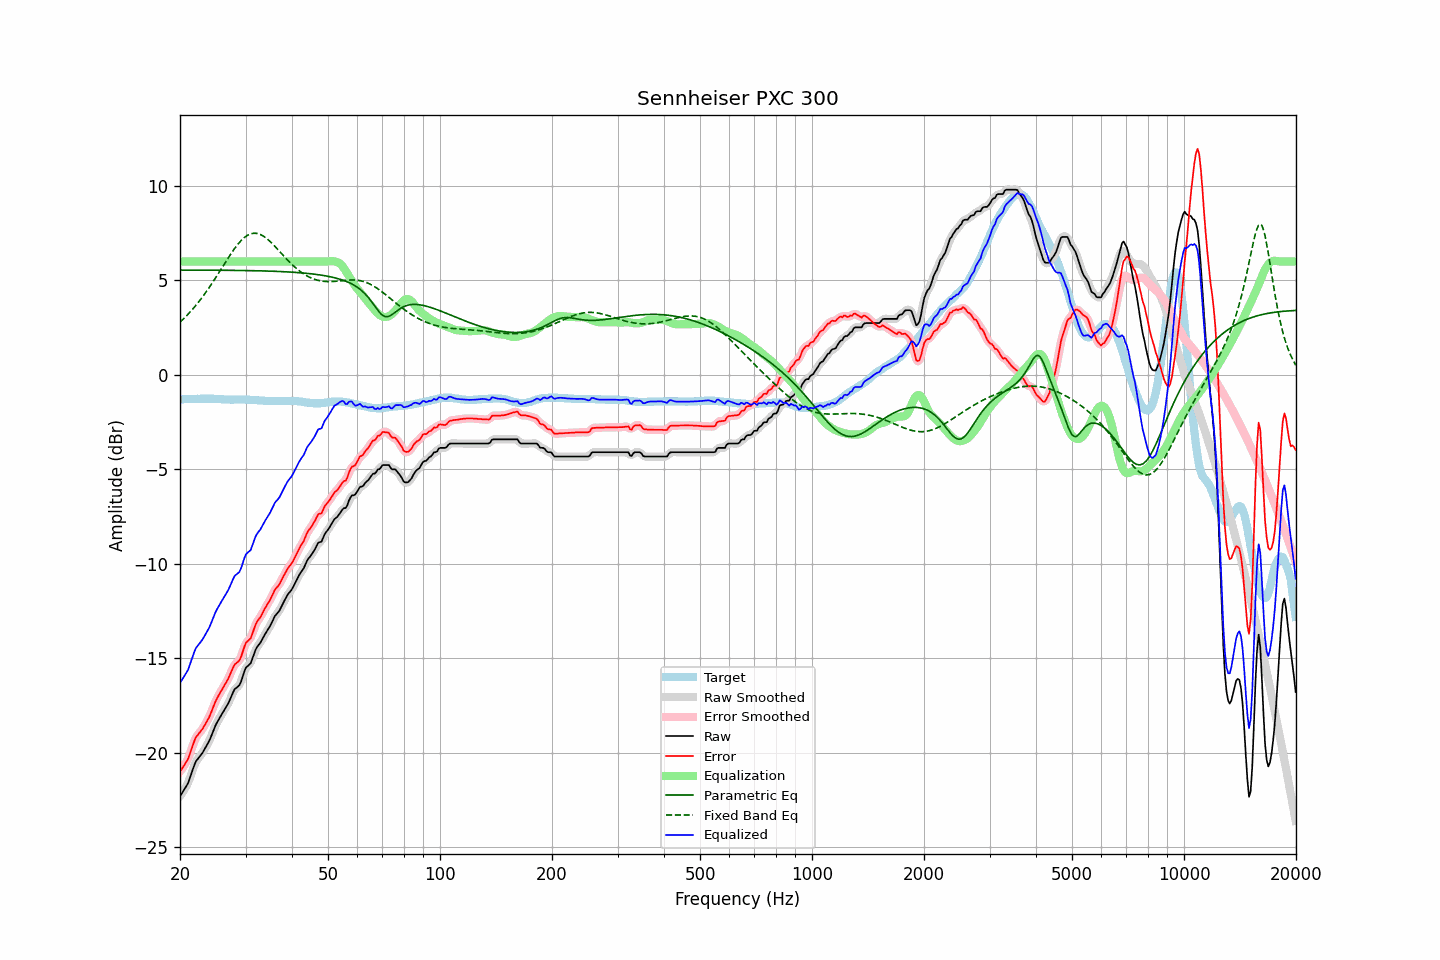 Sennheiser PXC 300
Amplitude (dBr)
10
5
0
−5
−10
−15
−20
−25
20
50
100
200
500
1000
2000
5000
10000
20000
Frequency (Hz)
Target
Raw Smoothed
Error Smoothed
Raw
Error
Equalization
Parametric Eq
Fixed Band Eq
Equalized